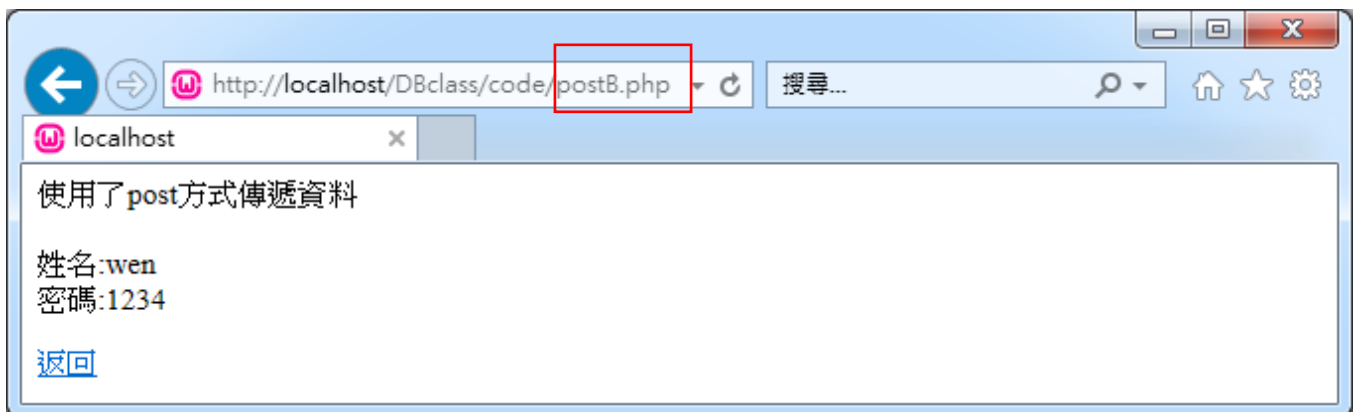 http://localhost/DBclass/code/postB.php
搜尋...
localhost
使用了post方式傳遞資料
姓名:wen
密碼:1234
返回